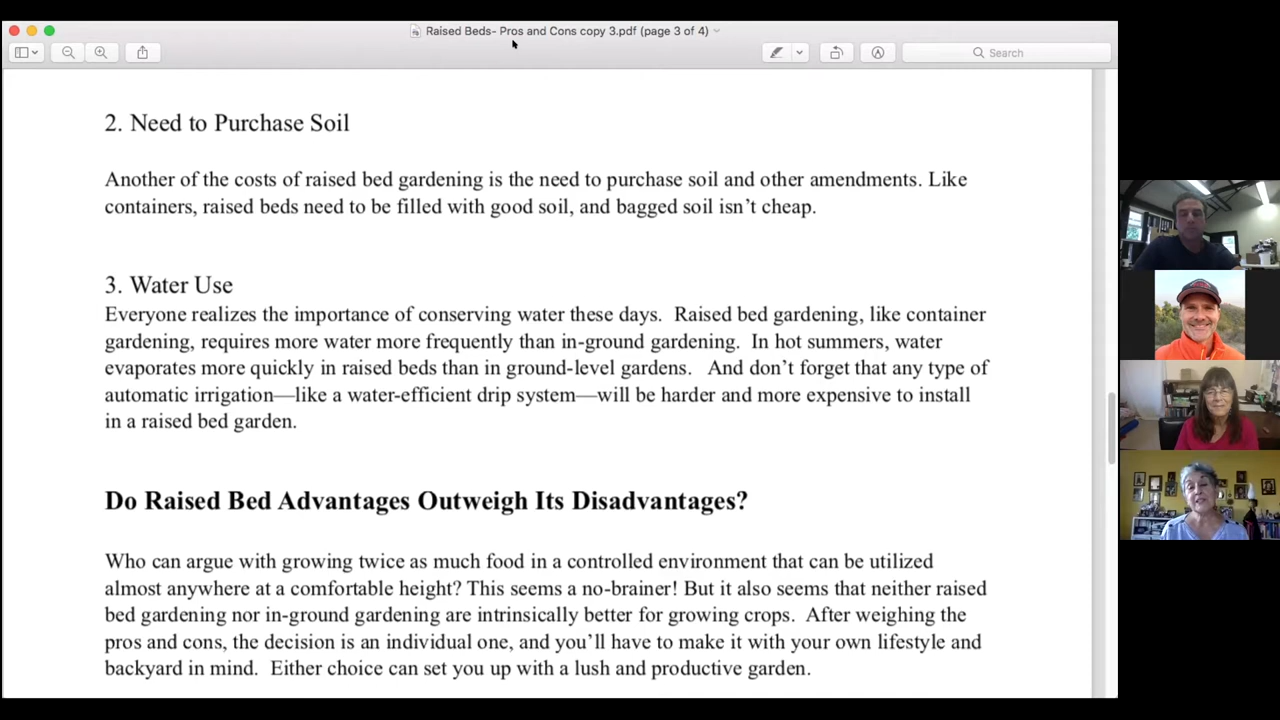 Raised Beds- Pros and Cons copy 3.pdf (page 3 of 4)
Search
2. Need to Purchase Soil
Another of the costs of raised bed gardening is the need to purchase soil and other amendments. Like
containers, raised beds need to be filled with good soil, and bagged soil isn’t cheap.
3. Water Use
Everyone realizes the importance of conserving water these days.  Raised bed gardening, like container
gardening, requires more water more frequently than in-ground gardening.  In hot summers, water
evaporates more quickly in raised beds than in ground-level gardens.   And don’t forget that any type of
automatic irrigation—like a water-efficient drip system—will be harder and more expensive to install
in a raised bed garden.
Do Raised Bed Advantages Outweigh Its Disadvantages?
Who can argue with growing twice as much food in a controlled environment that can be utilized
almost anywhere at a comfortable height? This seems a no-brainer! But it also seems that neither raised
bed gardening nor in-ground gardening are intrinsically better for growing crops.  After weighing the
pros and cons, the decision is an individual one, and you’ll have to make it with your own lifestyle and
backyard in mind.  Either choice can set you up with a lush and productive garden.